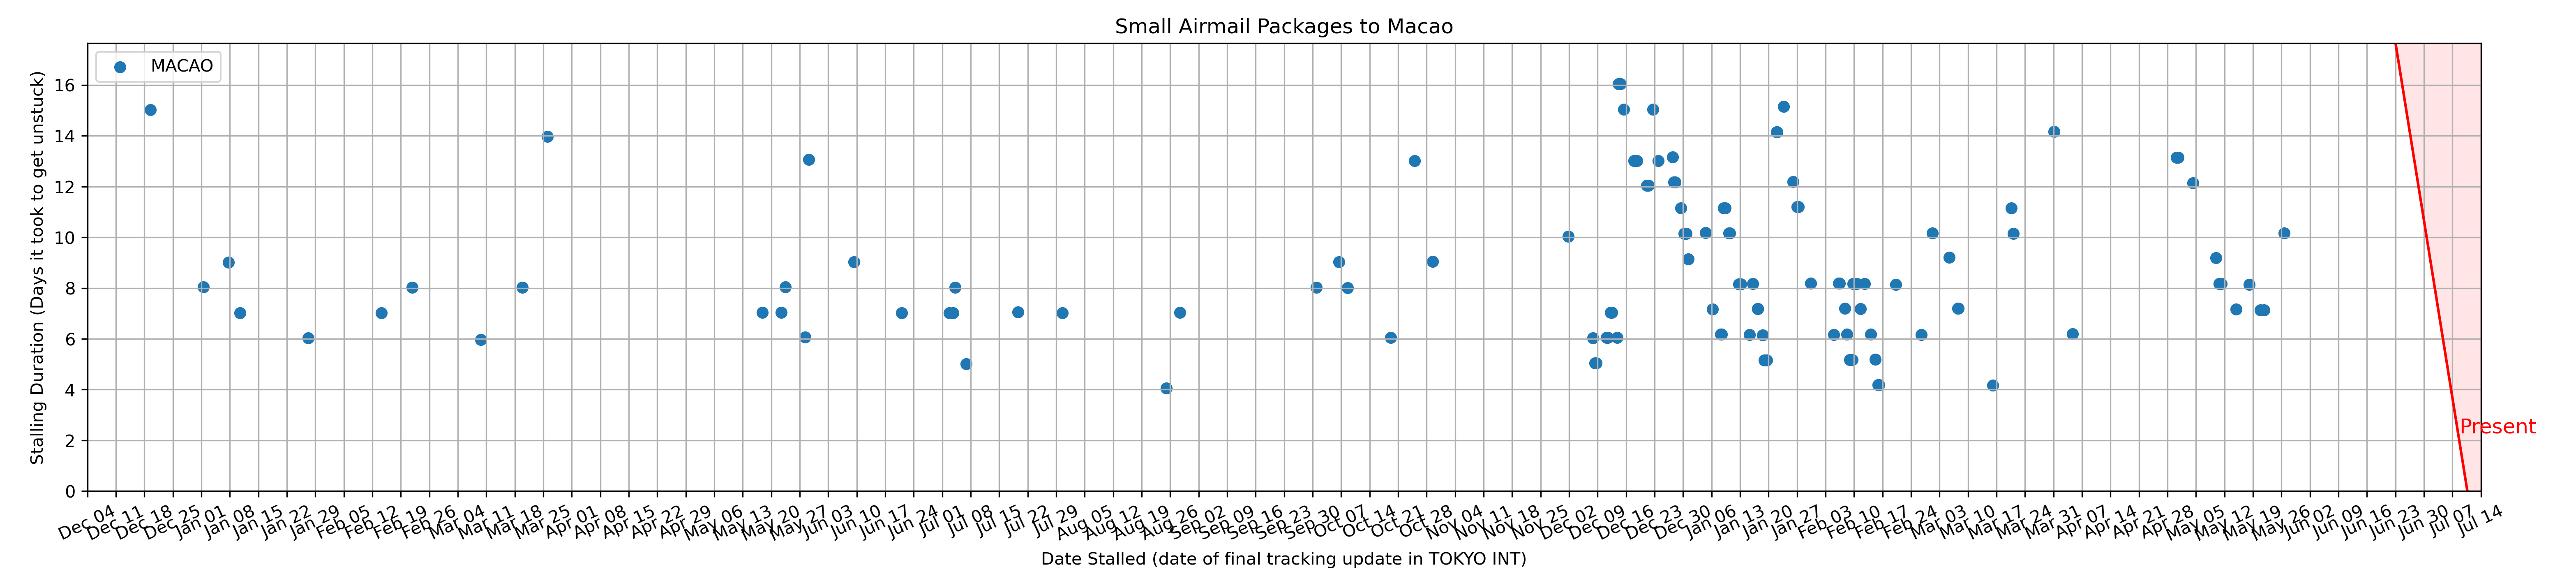 Small Airmail Packages to Macao
MACAO
Stalling Duration (Days it took to get unstuck)
16
14
12
10
8
6
4
2
0
Present
Dec 04
Dec 11
Dec 18
Dec 25
Jan 01
Jan 08
Jan 15
Jan 22
Jan 29
Feb 05
Feb 12
Feb 19
Feb 26
Mar 04
Mar 11
Mar 18
Mar 25
Apr 01
Apr 08
Apr 15
Apr 22
Apr 29
May 06
May 13
May 20
May 27
Jun 03
Jun 10
Jun 17
Jun 24
Jul 01
Jul 08
Jul 15
Jul 22
Jul 29
Aug 05
Aug 12
Aug 19
Aug 26
Sep 02
Sep 09
Sep 16
Sep 23
Sep 30
Oct 07
Oct 14
Oct 21
Oct 28
Nov 04
Nov 11
Nov 18
Nov 25
Dec 02
Dec 09
Dec 16
Dec 23
Dec 30
Jan 06
Jan 13
Jan 20
Jan 27
Feb 03
Feb 10
Feb 17
Feb 24
Mar 03
Mar 10
Mar 17
Mar 24
Mar 31
Apr 07
Apr 14
Apr 21
Apr 28
May 05
May 12
May 19
May 26
Jun 02
Jun 09
Jun 16
Jun 23
Jun 30
Jul 07
Jul 14
Date Stalled (date of final tracking update in TOKYO INT)